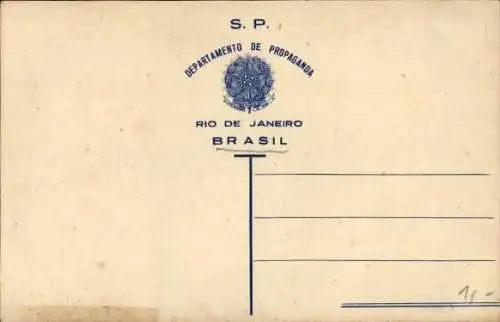 S. P.
DEPARTAMENTO DE PROPAGANDA
RIO DE JANEIRO
BRASIL